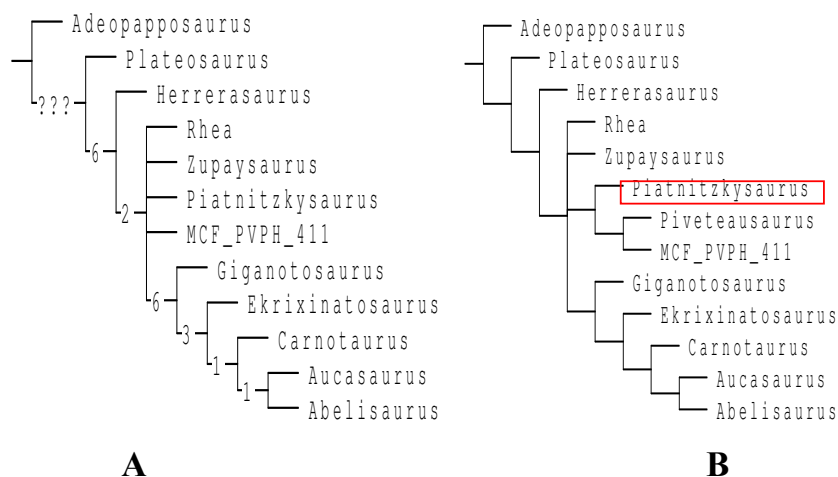 Adeopapposaurus
Plateosaurus
???
Herrerasaurus
6
Rhea
Zupaysaurus
Piatnitzkysaurus
2
MCF_PVPH_411
Giganotosaurus
6
Ekrixinatosaurus
3
Carnotaurus
1
Aucasaurus
1
Abelisaurus
A
Adeopapposaurus
Plateosaurus
Herrerasaurus
Rhea
Zupaysaurus
Piatnitzkysaurus
Piveteausaurus
MCF_PVPH_411
Giganotosaurus
Ekrixinatosaurus
Carnotaurus
Aucasaurus
Abelisaurus
B